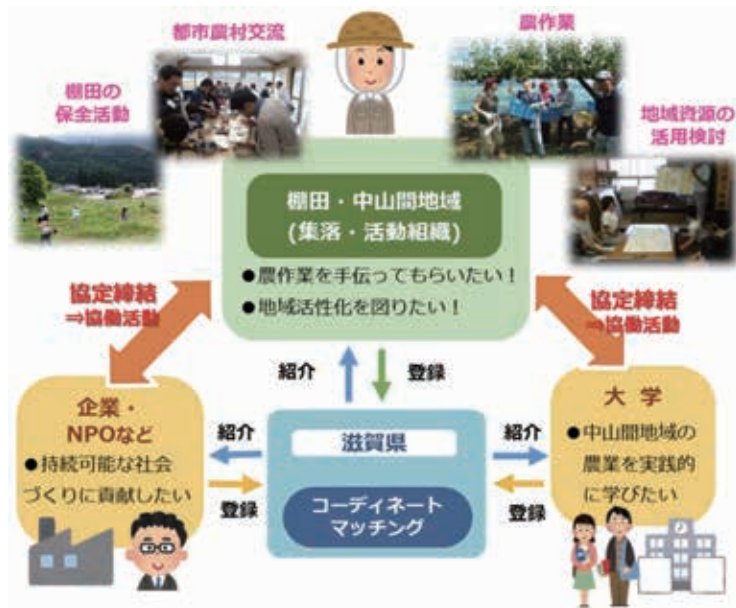 都市農村交流
農作業
棚田の
保全活動
地域資源の
活用検討
棚田・中山間地域
(集落・活動組織)
●農作業を手伝ってもらいたい！
●地域活性化を図りたい！
協定締結
⇒協働活動
協定締結
⇒協働活動
紹介
登録
企業・
NPOなど
●持続可能な社会
づくりに貢献したい
紹介
登録
滋賀県
コーディネート
マッチング
紹介
登録
大学
●中山間地域の
農業を実践的
に学びたい